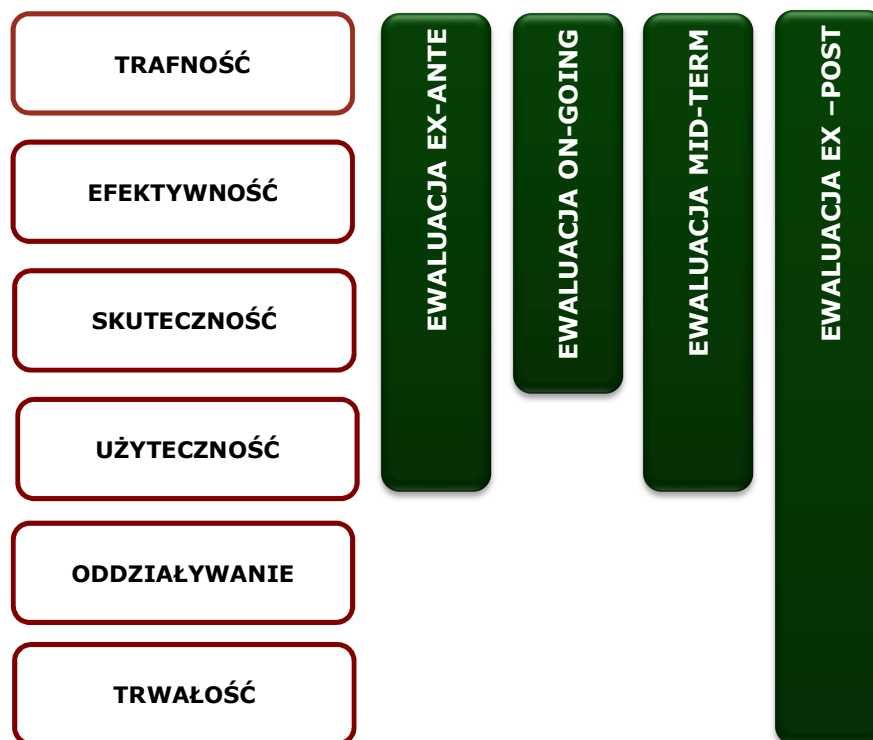 TRAFNOŚĆ
EFEKTYWNOŚĆ
SKUTECZNOŚĆ
UŻYTECZNOŚĆ
ODDZIAŁYWANIE
TRWAŁOŚĆ
EWALUACJA EX-ANTE
EWALUACJA ON-GOING
EWALUACJA MID-TERM
EWALUACJA EX –POST